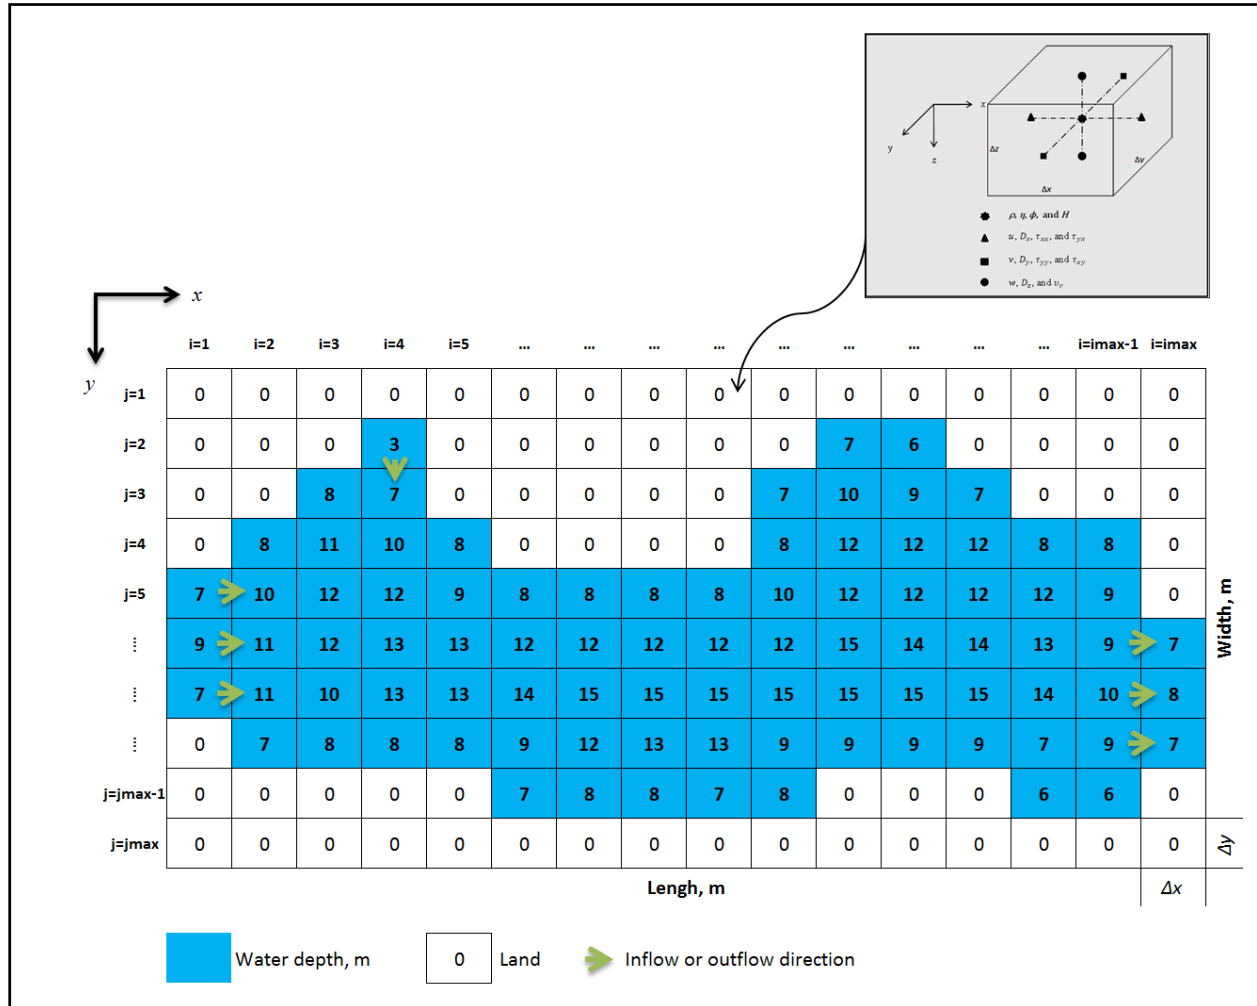 x
y
z
Δz
Δy
Δx
ρ, η, ϕ, and H
u, Dx, τxx, and τyx
v, Dy, τyy, and τxy
w, Dz, and υv
x
y
i=1 i=2 i=3 i=4 i=5 ... ... ... ... ... ... ... ... ... i=imax-1 i=imax
j=1 0 0 0 0 0 0 0 0 0 0 0 0 0 0 0 0
j=2 0 0 0 3 0 0 0 0 0 0 7 6 0 0 0 0
j=3 0 0 8 7 0 0 0 0 0 7 10 9 7 0 0 0
j=4 0 8 11 10 8 0 0 0 0 8 12 12 12 8 8 0
j=5 7 10 12 12 9 8 8 8 8 10 12 12 12 12 9 0
⁞ 9 11 12 13 13 12 12 12 12 12 15 14 14 13 9 7
⁞ 7 11 10 13 13 14 15 15 15 15 15 15 15 14 10 8
⁞ 0 7 8 8 8 9 12 13 13 9 9 9 9 7 9 7
j=jmax-1 0 0 0 0 0 7 8 8 7 8 0 0 0 6 6 0
j=jmax 0 0 0 0 0 0 0 0 0 0 0 0 0 0 0 0
Width, m
Δy
Lengh, m
Δx
Water depth, m
0 Land
Inflow or outflow direction